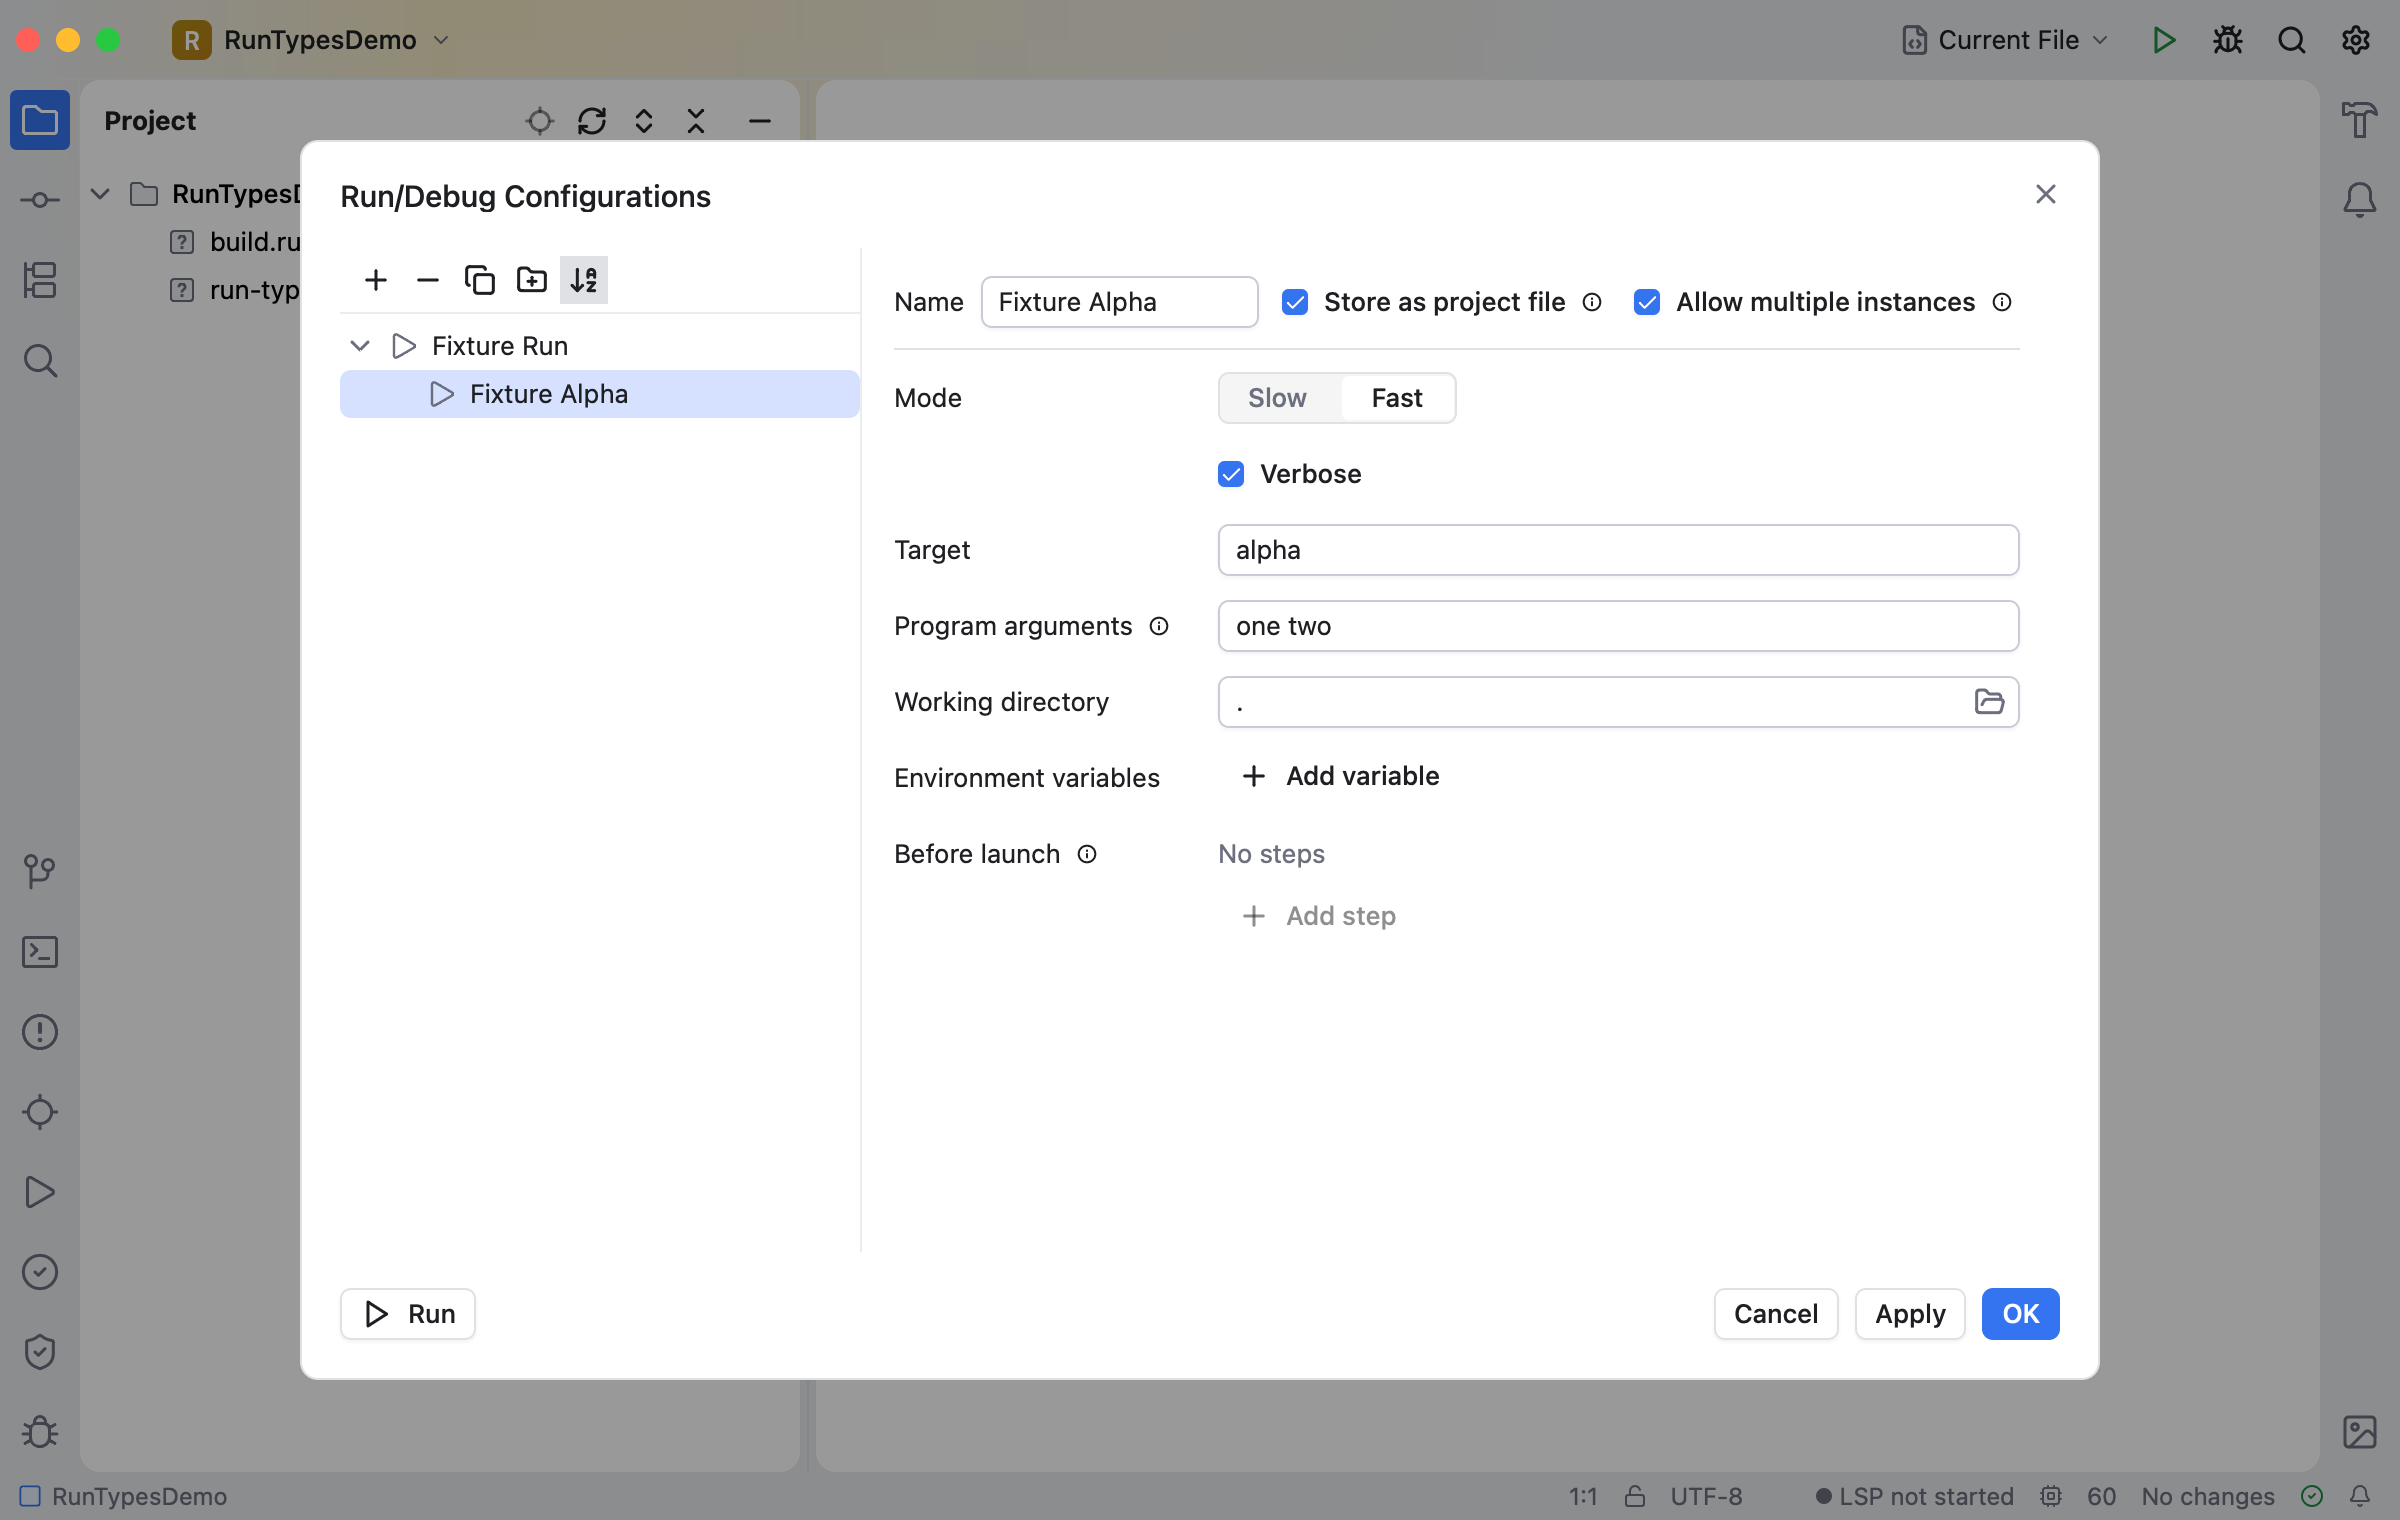 R RunTypesDemo
Current File
Project
RunTypesD
build.ru
run-typ
Run/Debug Configurations
Fixture Run
Fixture Alpha
Name Fixture Alpha Store as project file Allow multiple instances
Mode Slow Fast
Verbose
Target alpha
Program arguments one two
Working directory .
Environment variables Add variable
Before launch No steps
Add step
Run Cancel Apply OK
RunTypesDemo 1:1 UTF-8 LSP not started 60 No changes